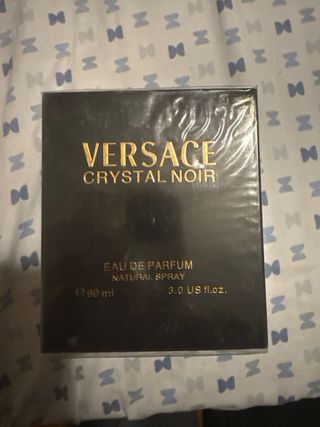 VERSACE
CRYSTAL NOIR
EAU DE PARFUM
NATURAL SPRAY
℮ 90 ml 3.0 US fl.oz.